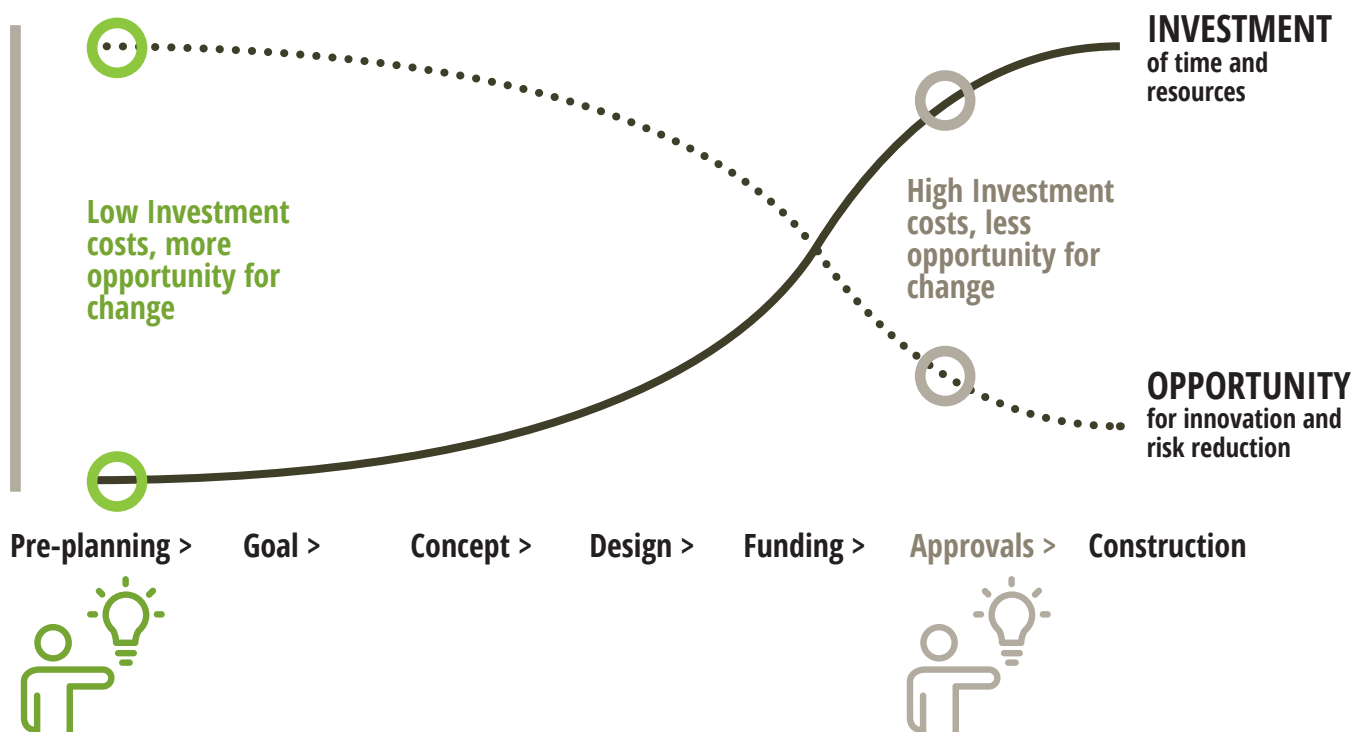 INVESTMENT
of time and
resources
Low Investment
costs, more
opportunity for
change
High Investment
costs, less
opportunity for
change
OPPORTUNITY
for innovation and
risk reduction
Pre-planning > Goal > Concept > Design > Funding > Approvals > Construction